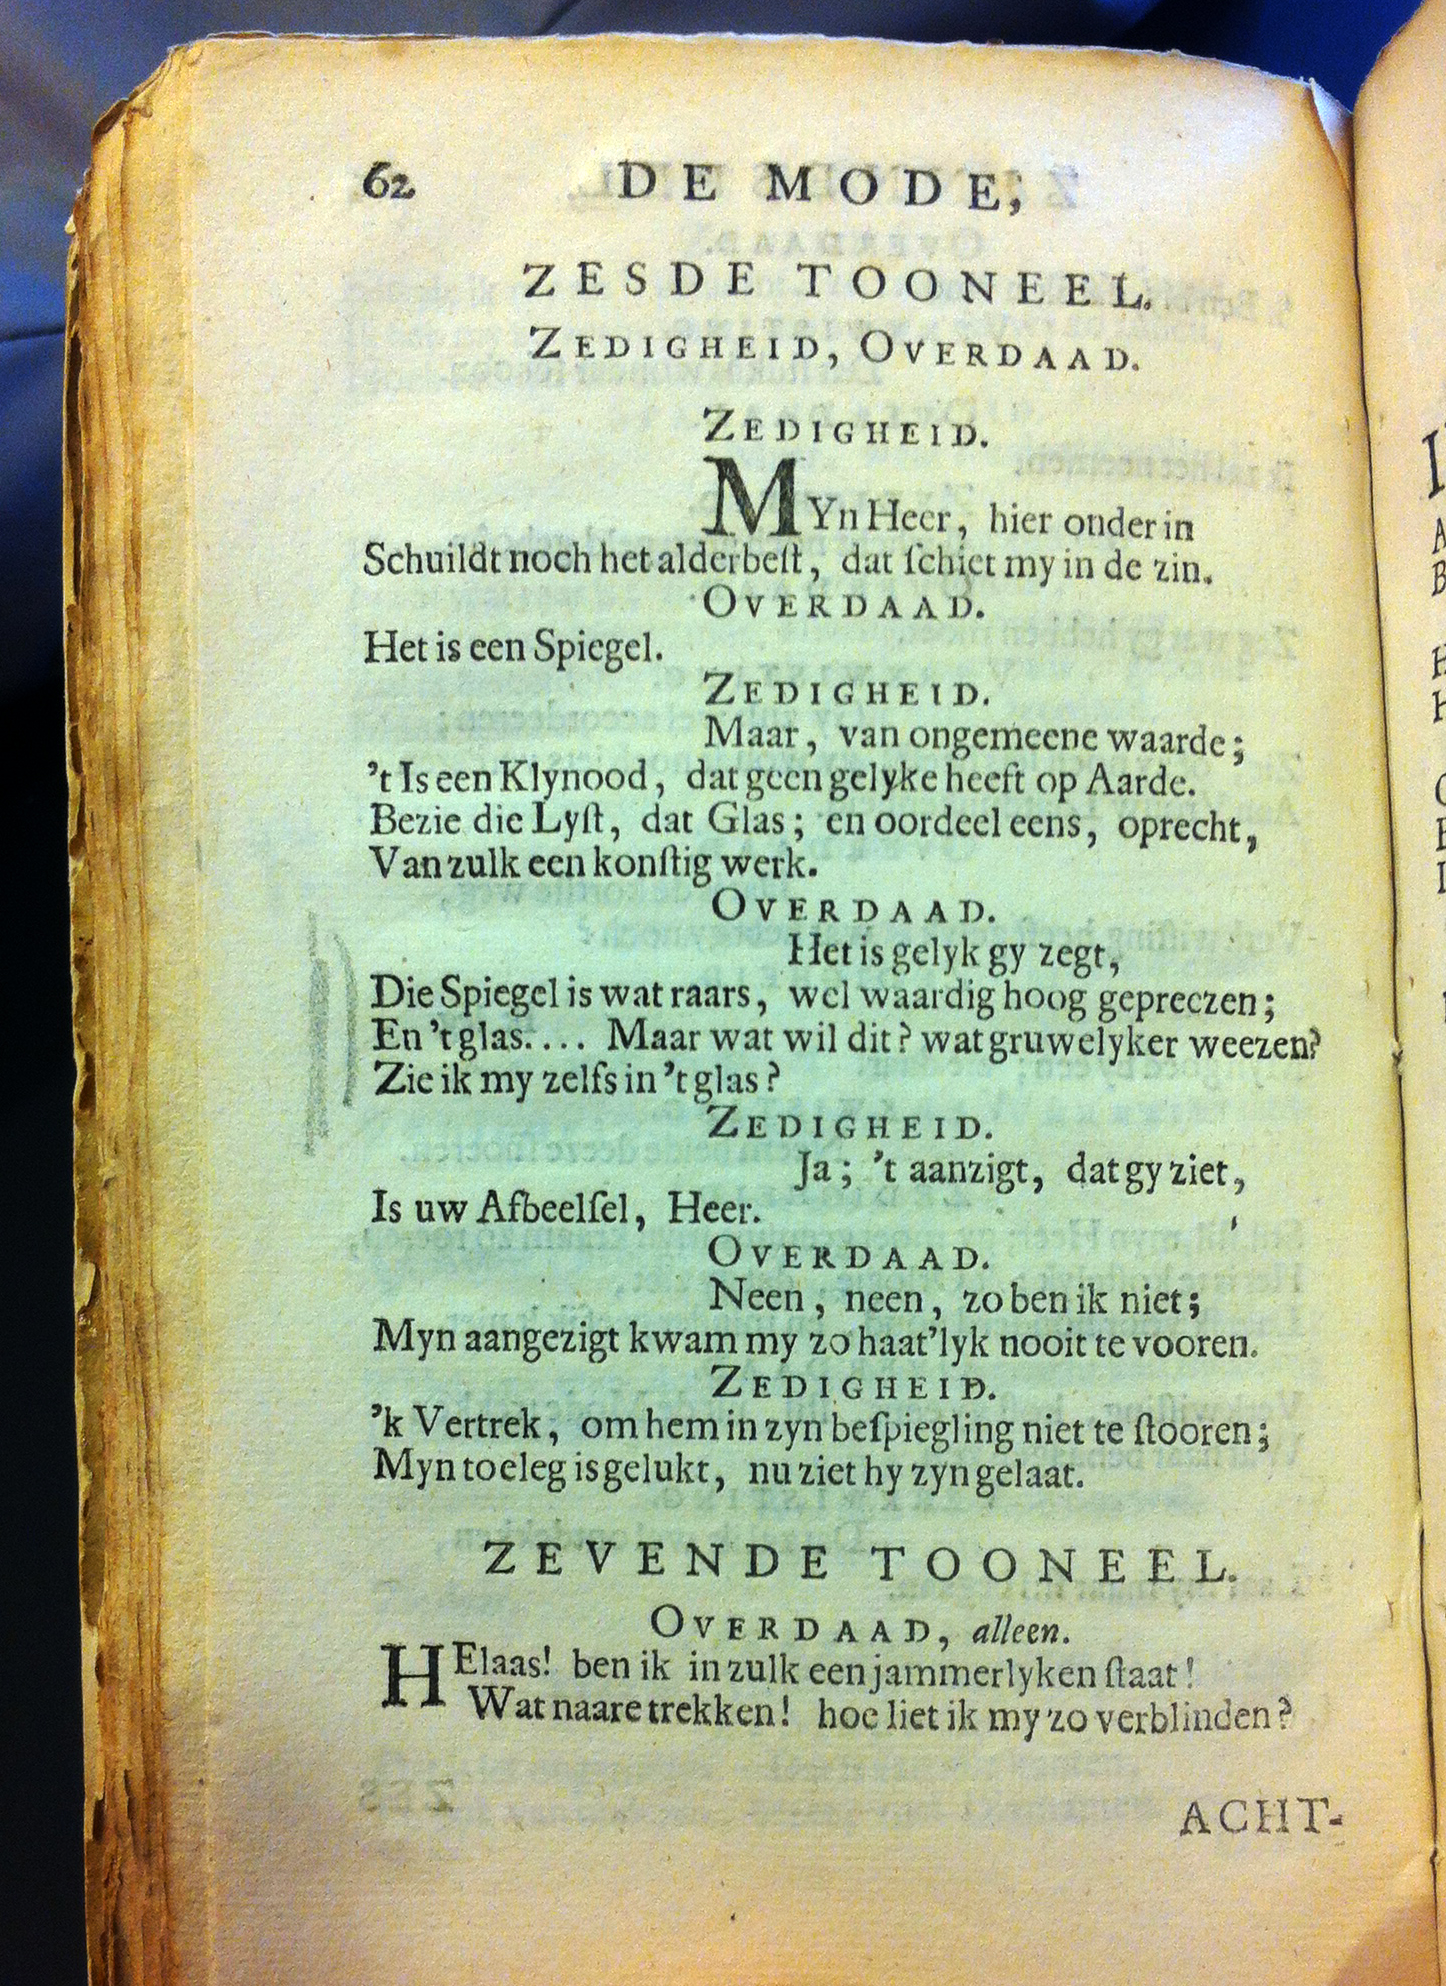 62 DE MODE;
ZESDE TOONEEL.
ZEDIGHEID, OVERDAAD.
ZEDIGHEID.
MYn Heer, hier onder in
Schuildt noch het alderbeſt, dat ſchiet my in de zin.
OVERDAAD.
Het is een Spiegel.
ZEDIGHEID.
Maar, van ongemeene waarde;
't Is een Klynood, dat geen gelyke heeft op Aarde.
Bezie die Lyſt, dat Glas; en oordeel eens, oprecht,
Van zulk een konſtig werk.
OVERDAAD.
Het is gelyk gy zegt,
Die Spiegel is wat raars, wel waardig hoog gepreezen;
En 't glas.... Maar wat wil dit? wat gruwelyker weezen?
Zie ik my zelfs in 't glas?
ZEDIGHEID.
Ja; 't aanzigt, dat gy ziet,
Is uw Afbeelſel, Heer.
OVERDAAD.
Neen, neen, zo ben ik niet;
Myn aangezigt kwam my zo haat'lyk nooit te vooren.
ZEDIGHEID.
'k Vertrek, om hem in zyn beſpiegling niet te ſtooren;
Myn toeleg is gelukt, nu ziet hy zyn gelaat.
ZEVENDE TOONEEL.
OVERDAAD, alleen.
HElaas! ben ik in zulk een jammerlyken ſtaat!
Wat naare trekken! hoe liet ik my zo verblinden?
ACHT-